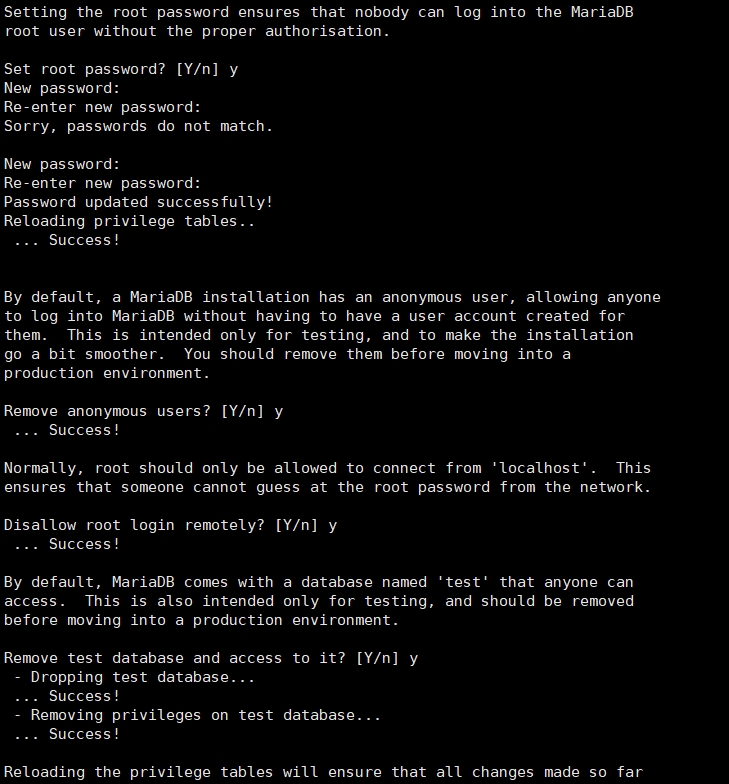 Setting the root password ensures that nobody can log into the MariaDB
root user without the proper authorisation.
Set root password? [Y/n] y
New password:
Re-enter new password:
Sorry, passwords do not match.
New password:
Re-enter new password:
Password updated successfully!
Reloading privilege tables..
... Success!
By default, a MariaDB installation has an anonymous user, allowing anyone
to log into MariaDB without having to have a user account created for
them.  This is intended only for testing, and to make the installation
go a bit smoother.  You should remove them before moving into a
production environment.
Remove anonymous users? [Y/n] y
... Success!
Normally, root should only be allowed to connect from 'localhost'.  This
ensures that someone cannot guess at the root password from the network.
Disallow root login remotely? [Y/n] y
... Success!
By default, MariaDB comes with a database named 'test' that anyone can
access.  This is also intended only for testing, and should be removed
before moving into a production environment.
Remove test database and access to it? [Y/n] y
- Dropping test database...
... Success!
- Removing privileges on test database...
... Success!
Reloading the privilege tables will ensure that all changes made so far